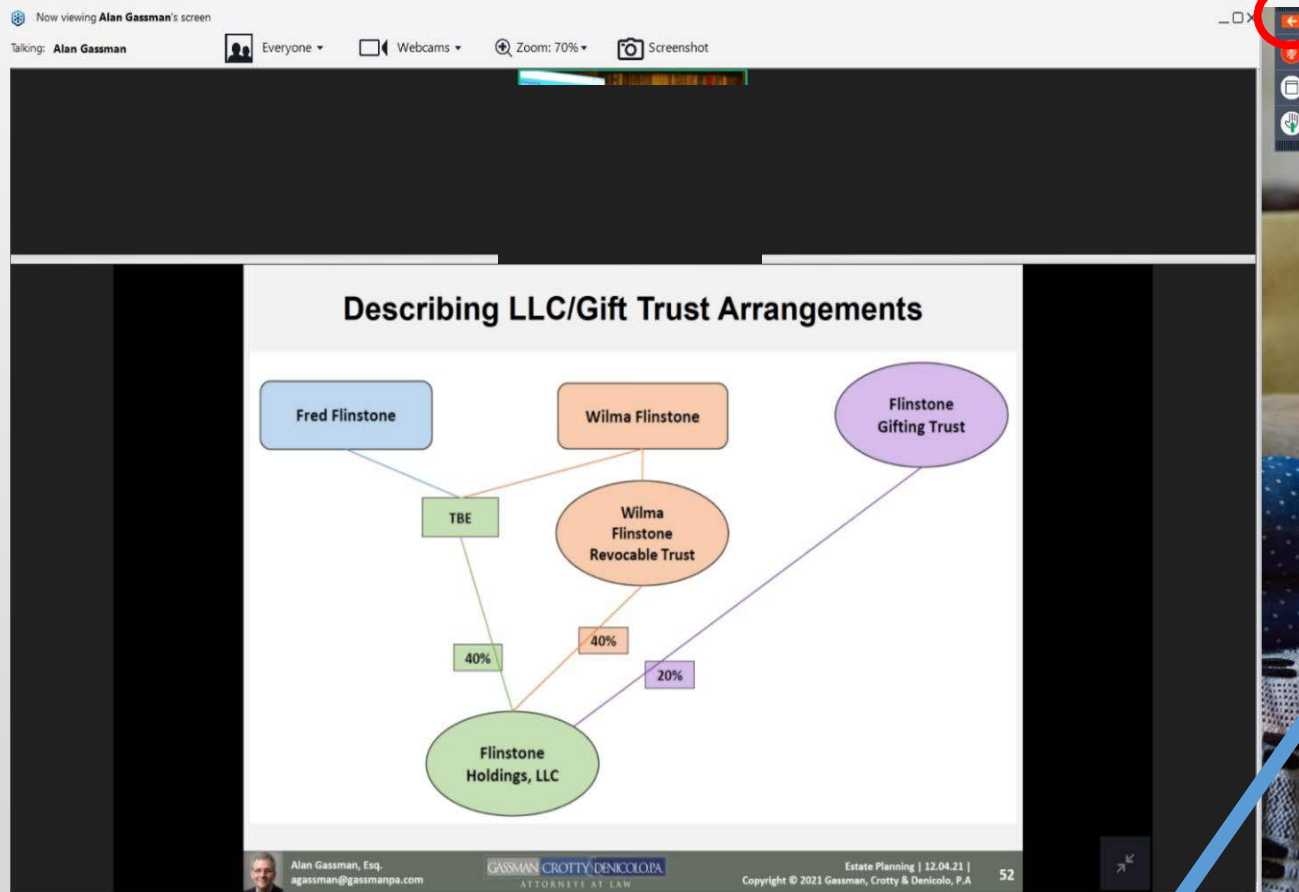 Now viewing Alan Gassman's screen
Talking: Alan Gassman
Everyone
Webcams
Zoom: 70%
Screenshot
Describing LLC/Gift Trust Arrangements
Fred Flinstone
Wilma Flinstone
Flinstone
Gifting Trust
TBE
Wilma
Flinstone
Revocable Trust
40%
40%
20%
Flinstone
Holdings, LLC
Alan Gassman, Esq.
agassman@gassmanpa.com
GASSMAN CROTTY DENICOLO, P.A.
ATTORNEYS AT LAW
Estate Planning | 12.04.21 |
Copyright © 2021 Gassman, Crotty & Denicolo, P.A
52